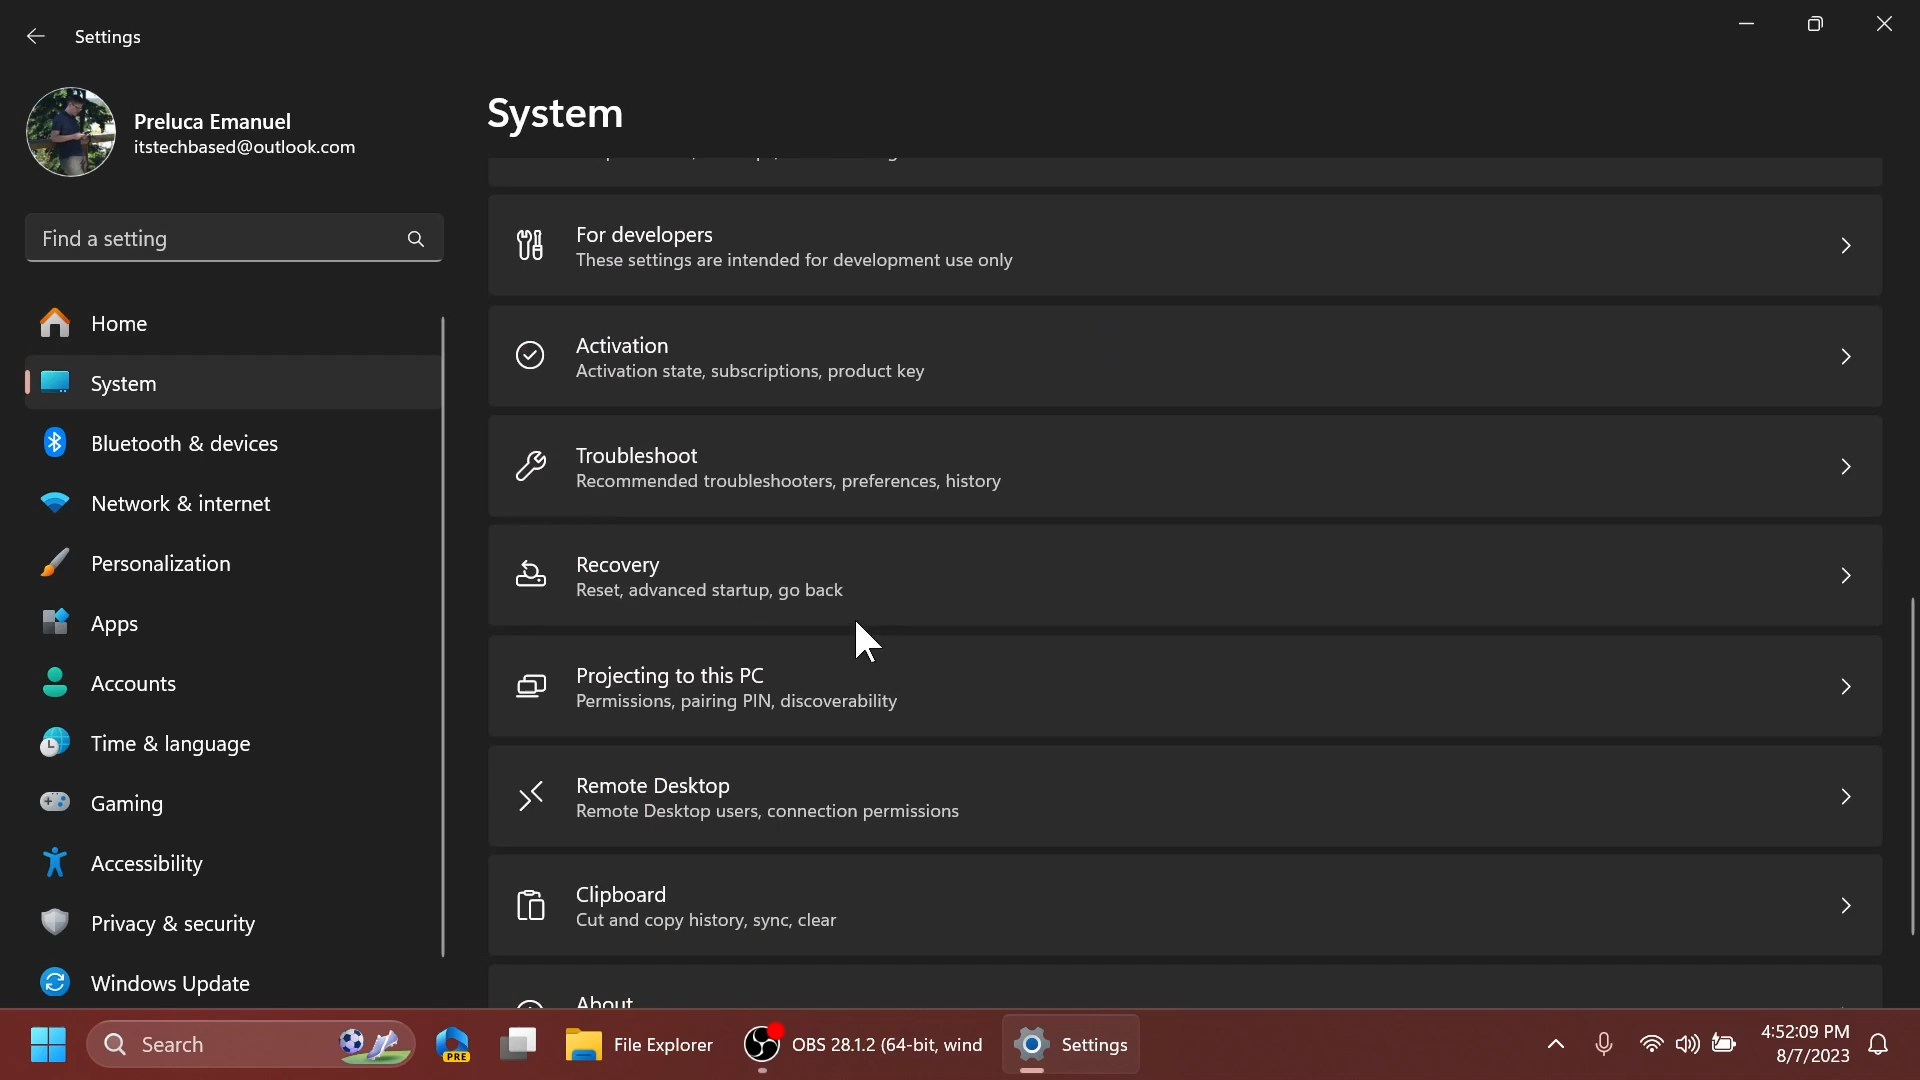 Settings
Preluca Emanuel
itstechbased@outlook.com
Find a setting
Home
System
Bluetooth & devices
Network & internet
Personalization
Apps
Accounts
Time & language
Gaming
Accessibility
Privacy & security
Windows Update
System
For developers
These settings are intended for development use only
Activation
Activation state, subscriptions, product key
Troubleshoot
Recommended troubleshooters, preferences, history
Recovery
Reset, advanced startup, go back
Projecting to this PC
Permissions, pairing PIN, discoverability
Remote Desktop
Remote Desktop users, connection permissions
Clipboard
Cut and copy history, sync, clear
About
Search
PRE
File Explorer
OBS 28.1.2 (64-bit, wind
Settings
4:52:09 PM
8/7/2023